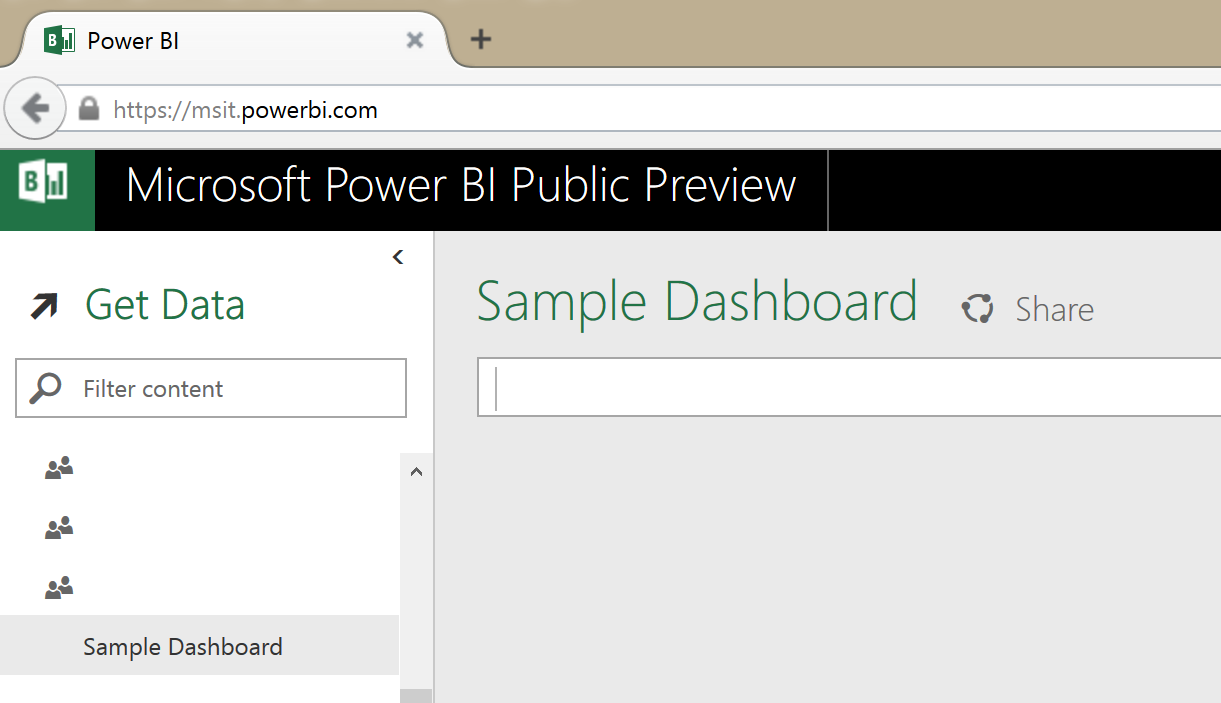 Power BI
https://msit.powerbi.com
B
Microsoft Power BI Public Preview
Get Data
Sample Dashboard
Share
Filter content
Sample Dashboard